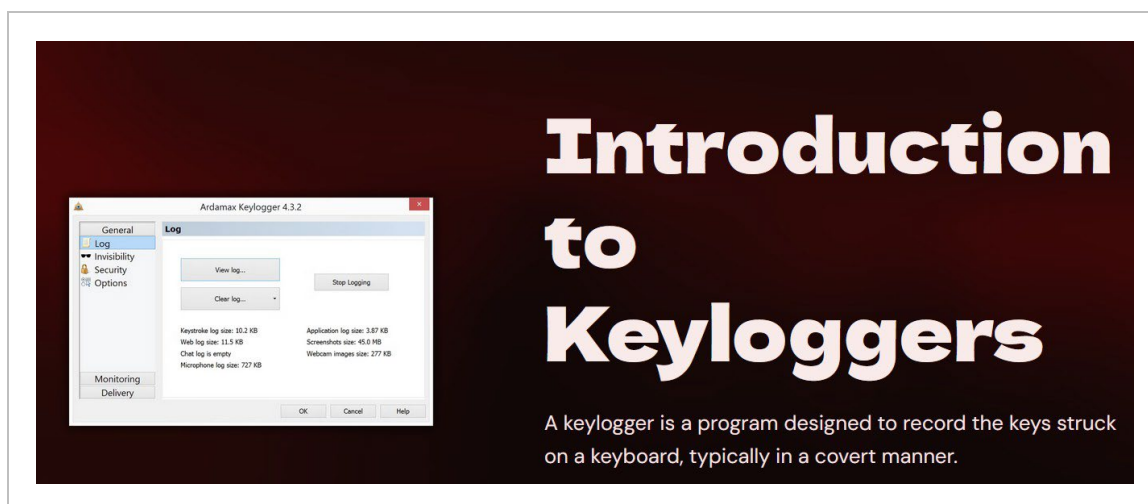 Introduction
to
Keyloggers
A keylogger is a program designed to record the keys struck
on a keyboard, typically in a covert manner.
Ardamax Keylogger 4.3.2
General
Log
Invisibility
Security
Options
Monitoring
Delivery
Log
View log...
Stop Logging
Clear log...
Keystroke log size: 10.2 KB
Application log size: 3.87 KB
Web log size: 11.5 KB
Screenshots size: 45.0 MB
Chat log is empty
Webcam images size: 277 KB
Microphone log size: 727 KB
OK
Cancel
Help